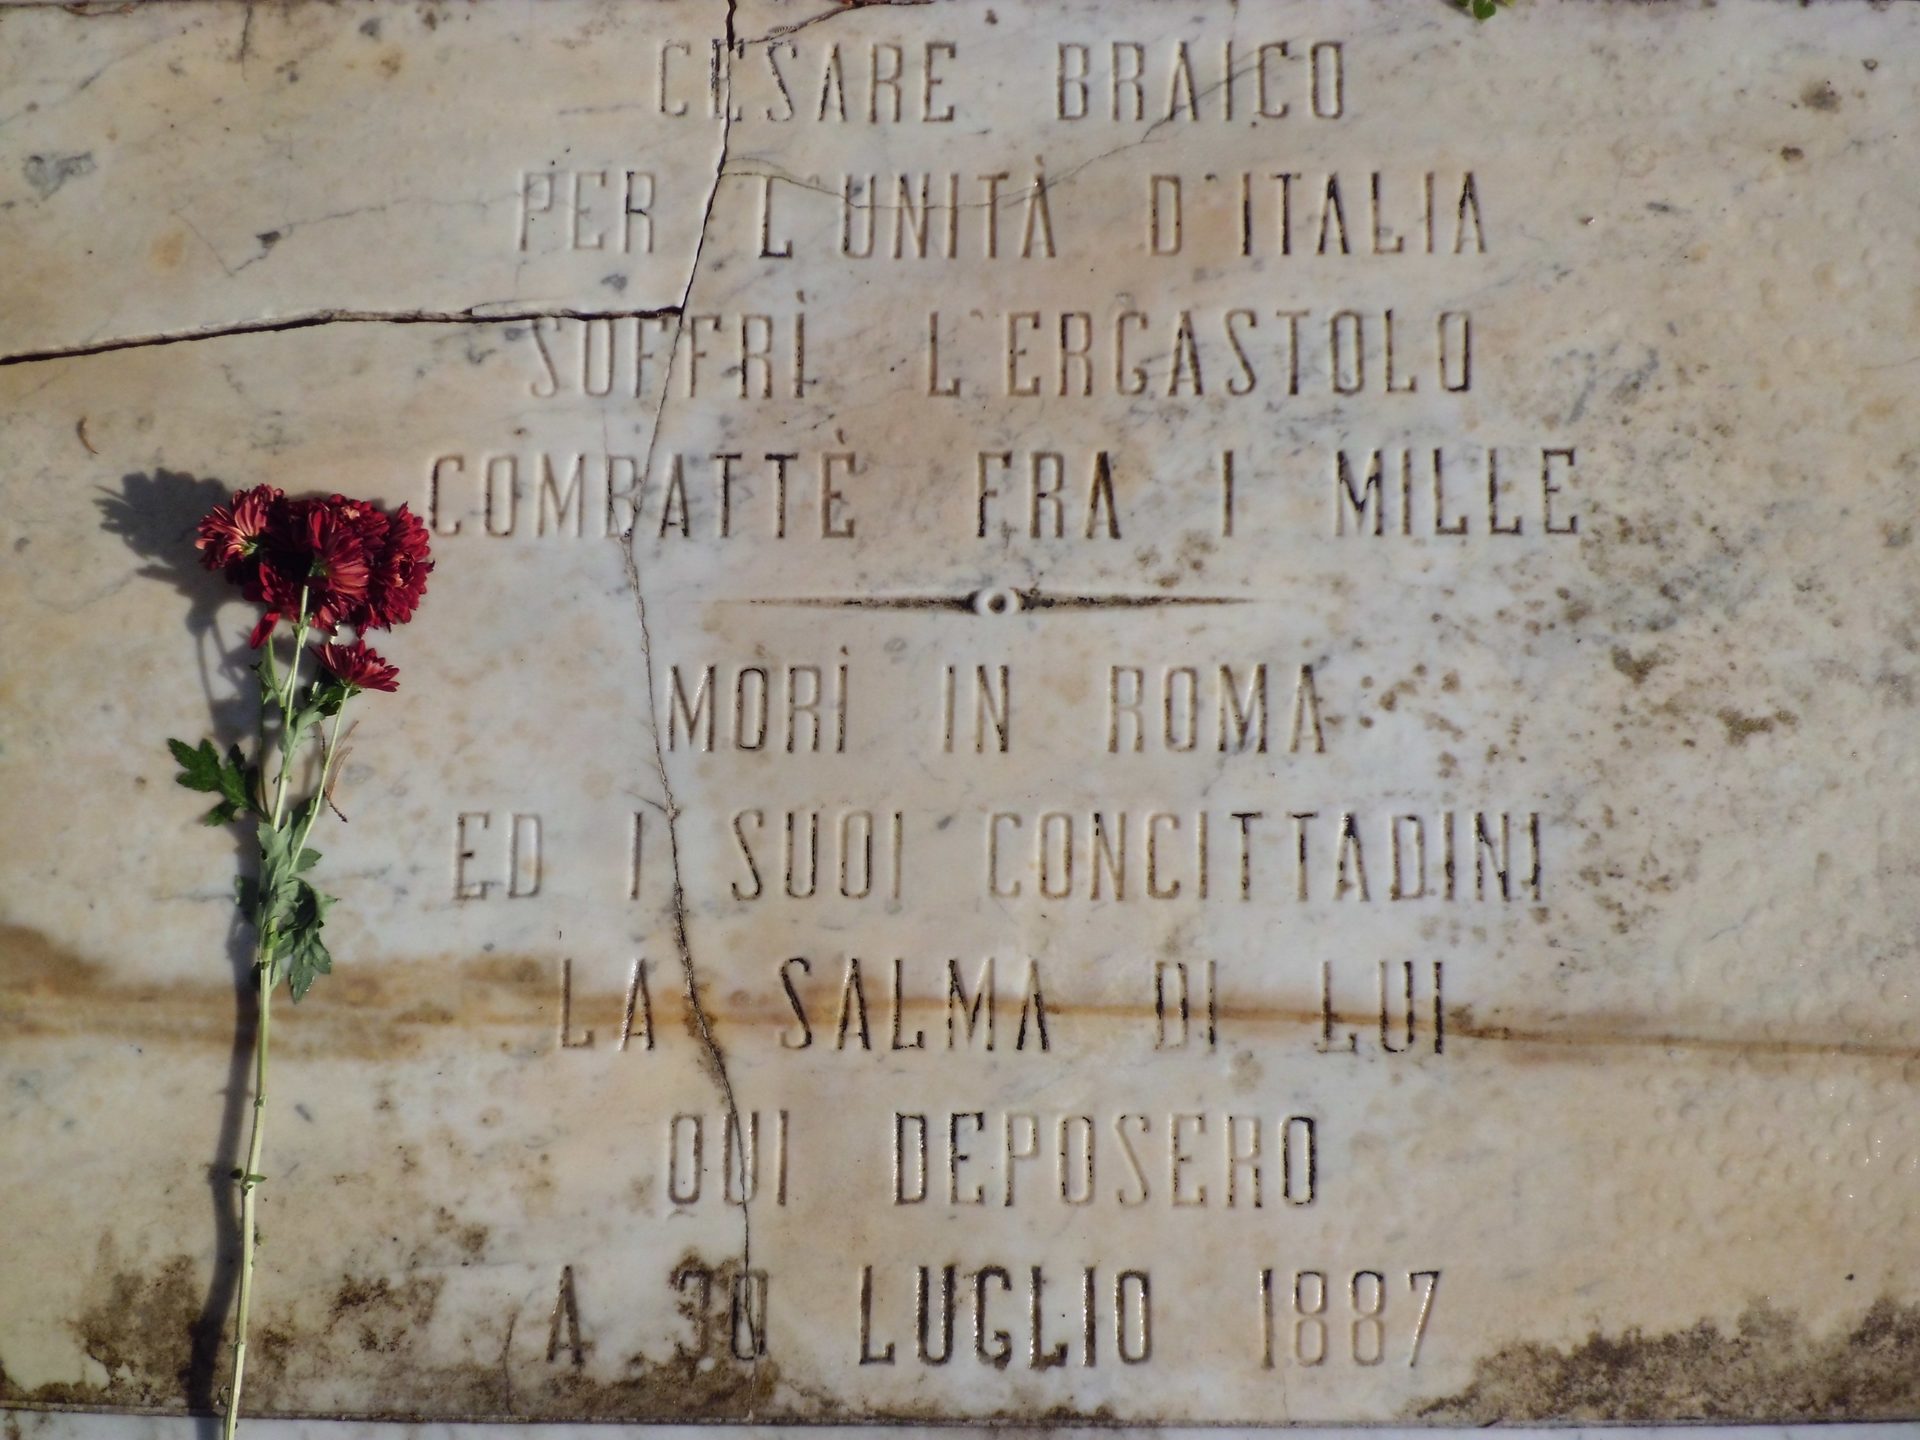 CESARE BRAICO
PER L'UNITÀ D'ITALIA
SOFFRÌ L'ERGASTOLO
COMBATTÈ FRA I MILLE
MORÌ IN ROMA
ED I SUOI CONCITTADINI
LA SALMA DI LUI
QUI DEPOSERO
A 30 LUGLIO 1887